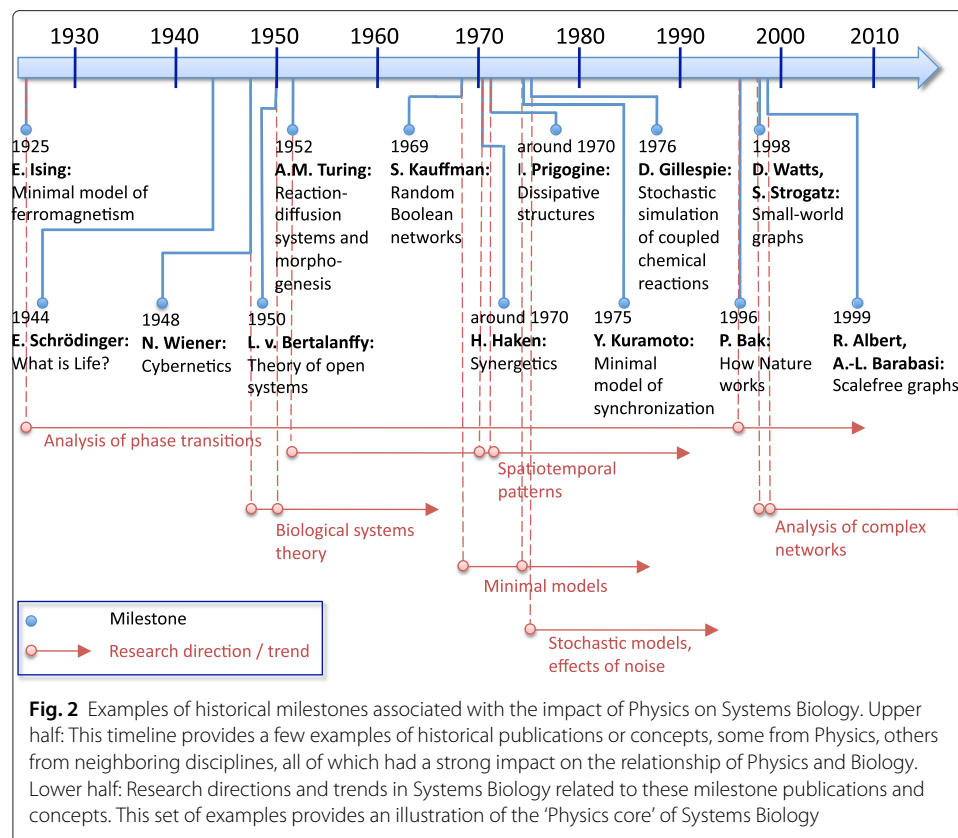 1930 1940 1950 1960 1970 1980 1990 2000 2010
1925
E. Ising:
Minimal model of
ferromagnetism
1952
A.M. Turing:
Reaction-
diffusion
systems and
morpho-
genesis
1969
S. Kauffman:
Random
Boolean
networks
around 1970
I. Prigogine:
Dissipative
structures
1976
D. Gillespie:
Stochastic
simulation
of coupled
chemical
reactions
1998
D. Watts,
S. Strogatz:
Small-world
graphs
1944
E. Schrödinger:
What is Life?
1948
N. Wiener:
Cybernetics
1950
L. v. Bertalanffy:
Theory of open
systems
around 1970
H. Haken:
Synergetics
1975
Y. Kuramoto:
Minimal
model of
synchronization
1996
P. Bak:
How Nature
works
1999
R. Albert,
A.-L. Barabasi:
Scalefree graphs
Analysis of phase transitions
Spatiotemporal
patterns
Biological systems
theory
Analysis of complex
networks
Minimal models
Stochastic models,
effects of noise
Milestone
Research direction / trend
Fig. 2 Examples of historical milestones associated with the impact of Physics on Systems Biology. Upper
half: This timeline provides a few examples of historical publications or concepts, some from Physics, others
from neighboring disciplines, all of which had a strong impact on the relationship of Physics and Biology.
Lower half: Research directions and trends in Systems Biology related to these milestone publications and
concepts. This set of examples provides an illustration of the ‘Physics core’ of Systems Biology